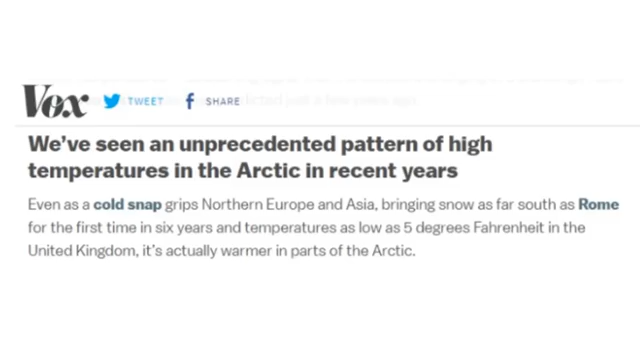 Vox TWEET SHARE
We've seen an unprecedented pattern of high
temperatures in the Arctic in recent years
Even as a cold snap grips Northern Europe and Asia, bringing snow as far south as Rome
for the first time in six years and temperatures as low as 5 degrees Fahrenheit in the
United Kingdom, it's actually warmer in parts of the Arctic.